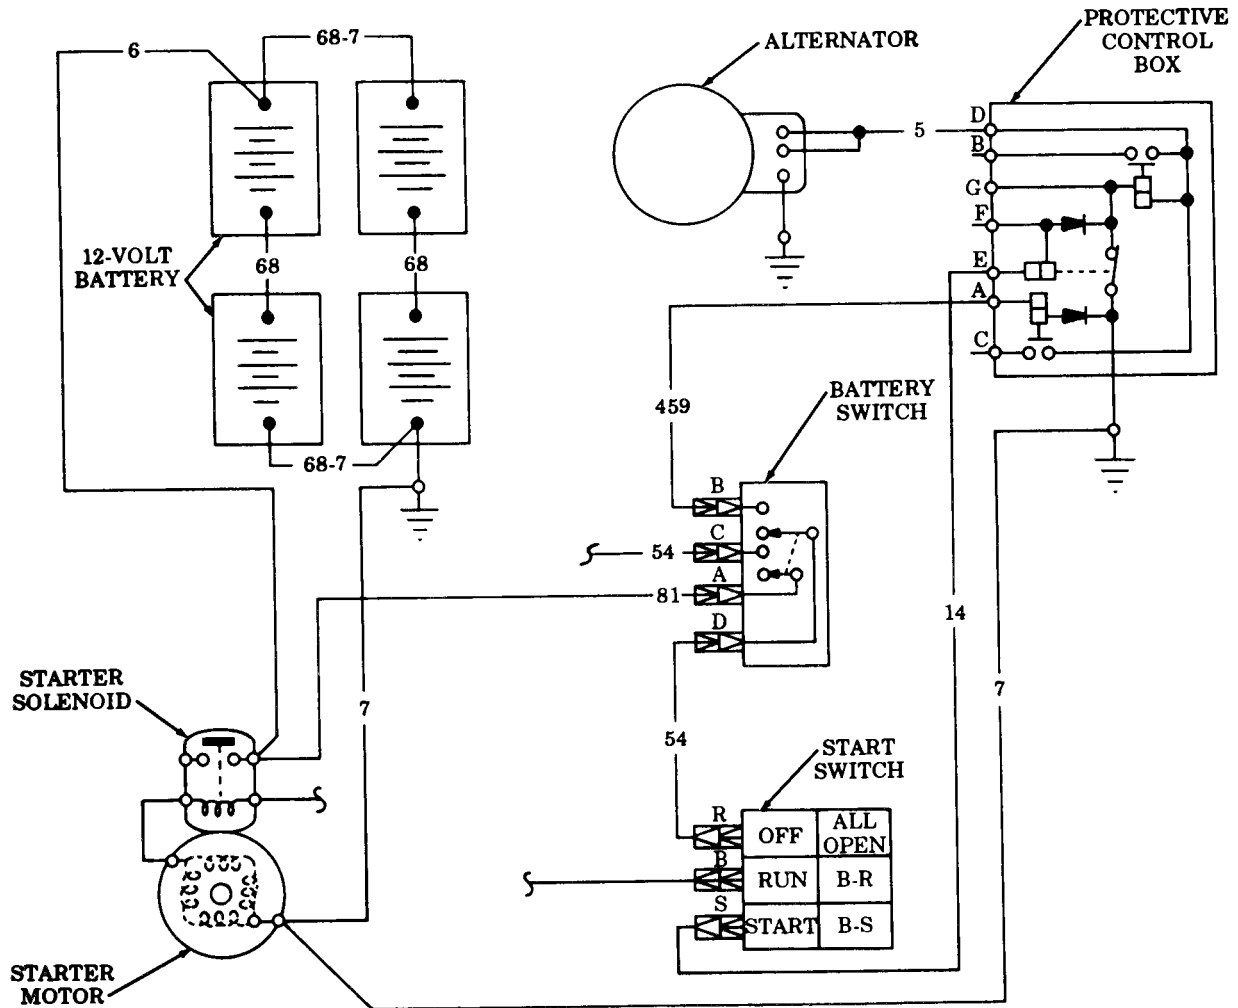 PROTECTIVE
CONTROL
BOX
ALTERNATOR
68-7
6
D
5
B
G
F
12-VOLT
BATTERY
68
68
E
A
C
BATTERY
SWITCH
459
68-7
B
C
54
A
81
D
14
STARTER
SOLENOID
7
7
54
START
SWITCH
R
OFF
ALL
OPEN
B
RUN
B-R
S
START
B-S
STARTER
MOTOR